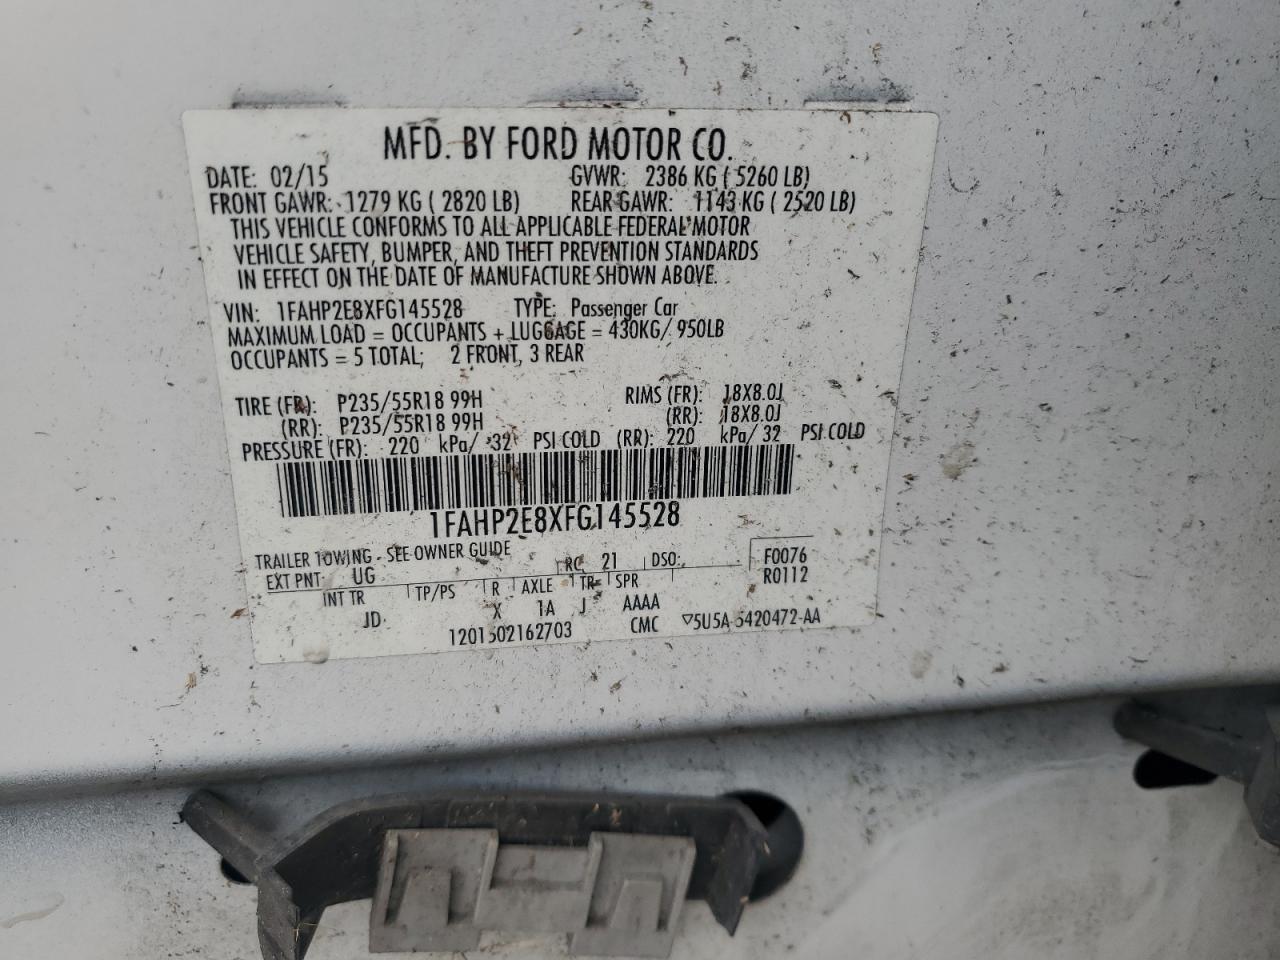 MFD. BY FORD MOTOR CO.
DATE: 02/15 GVWR: 2386 KG ( 5260 LB)
FRONT GAWR: 1279 KG ( 2820 LB) REAR GAWR: 1143 KG ( 2520 LB)
THIS VEHICLE CONFORMS TO ALL APPLICABLE FEDERAL MOTOR
VEHICLE SAFETY, BUMPER, AND THEFT PREVENTION STANDARDS
IN EFFECT ON THE DATE OF MANUFACTURE SHOWN ABOVE.
VIN: 1FAHP2E8XFG145528 TYPE: Passenger Car
MAXIMUM LOAD = OCCUPANTS + LUGGAGE = 430KG/ 950LB
OCCUPANTS = 5 TOTAL; 2 FRONT, 3 REAR
TIRE (FR): P235/55R18 99H RIMS (FR): 18X8.0J
(RR): P235/55R18 99H (RR): 18X8.0J
PRESSURE (FR): 220 kPa/ 32 PSI COLD (RR): 220 kPa/ 32 PSI COLD
1FAHP2E8XFG145528
TRAILER TOWING - SEE OWNER GUIDE
EXT PNT: UG RC: 21 DSO: F0076
INT TR TP/PS R AXLE TR SPR R0112
JD X 1A J AAAA
1201502162703 CMC ▽5U5A-5420472-AA